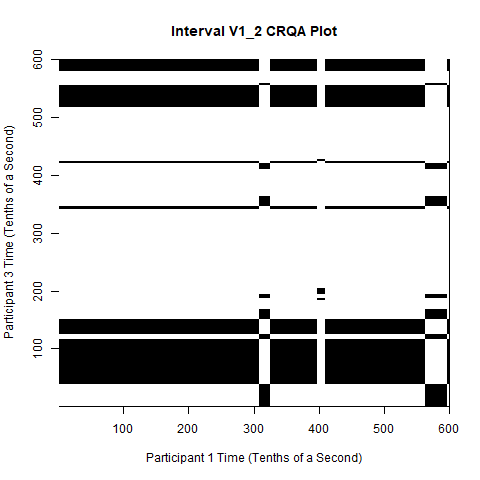 Interval V1_2 CRQA Plot
Participant 3 Time (Tenths of a Second)
600
500
400
300
200
100
100 200 300 400 500 600
Participant 1 Time (Tenths of a Second)